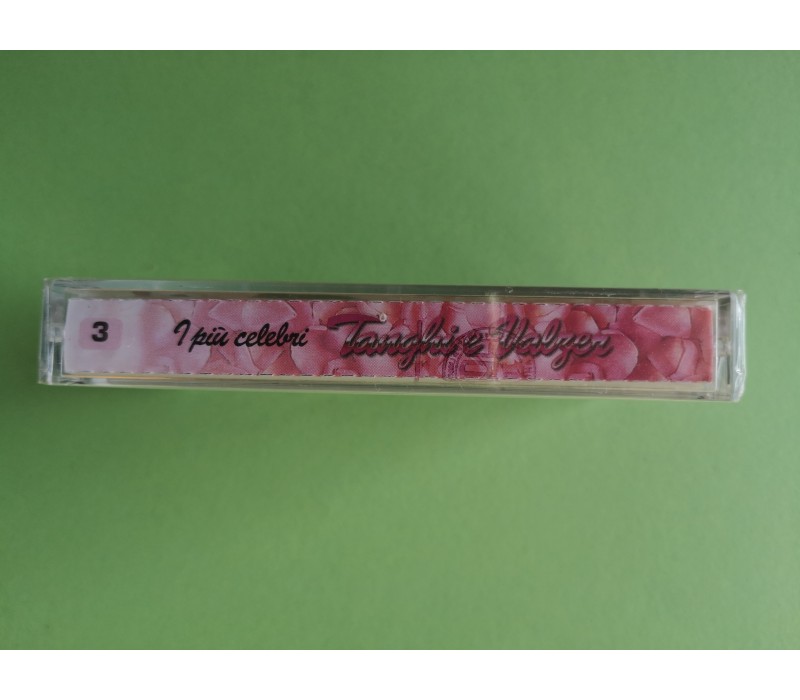 3 I più celebri Tanghi e Valzer